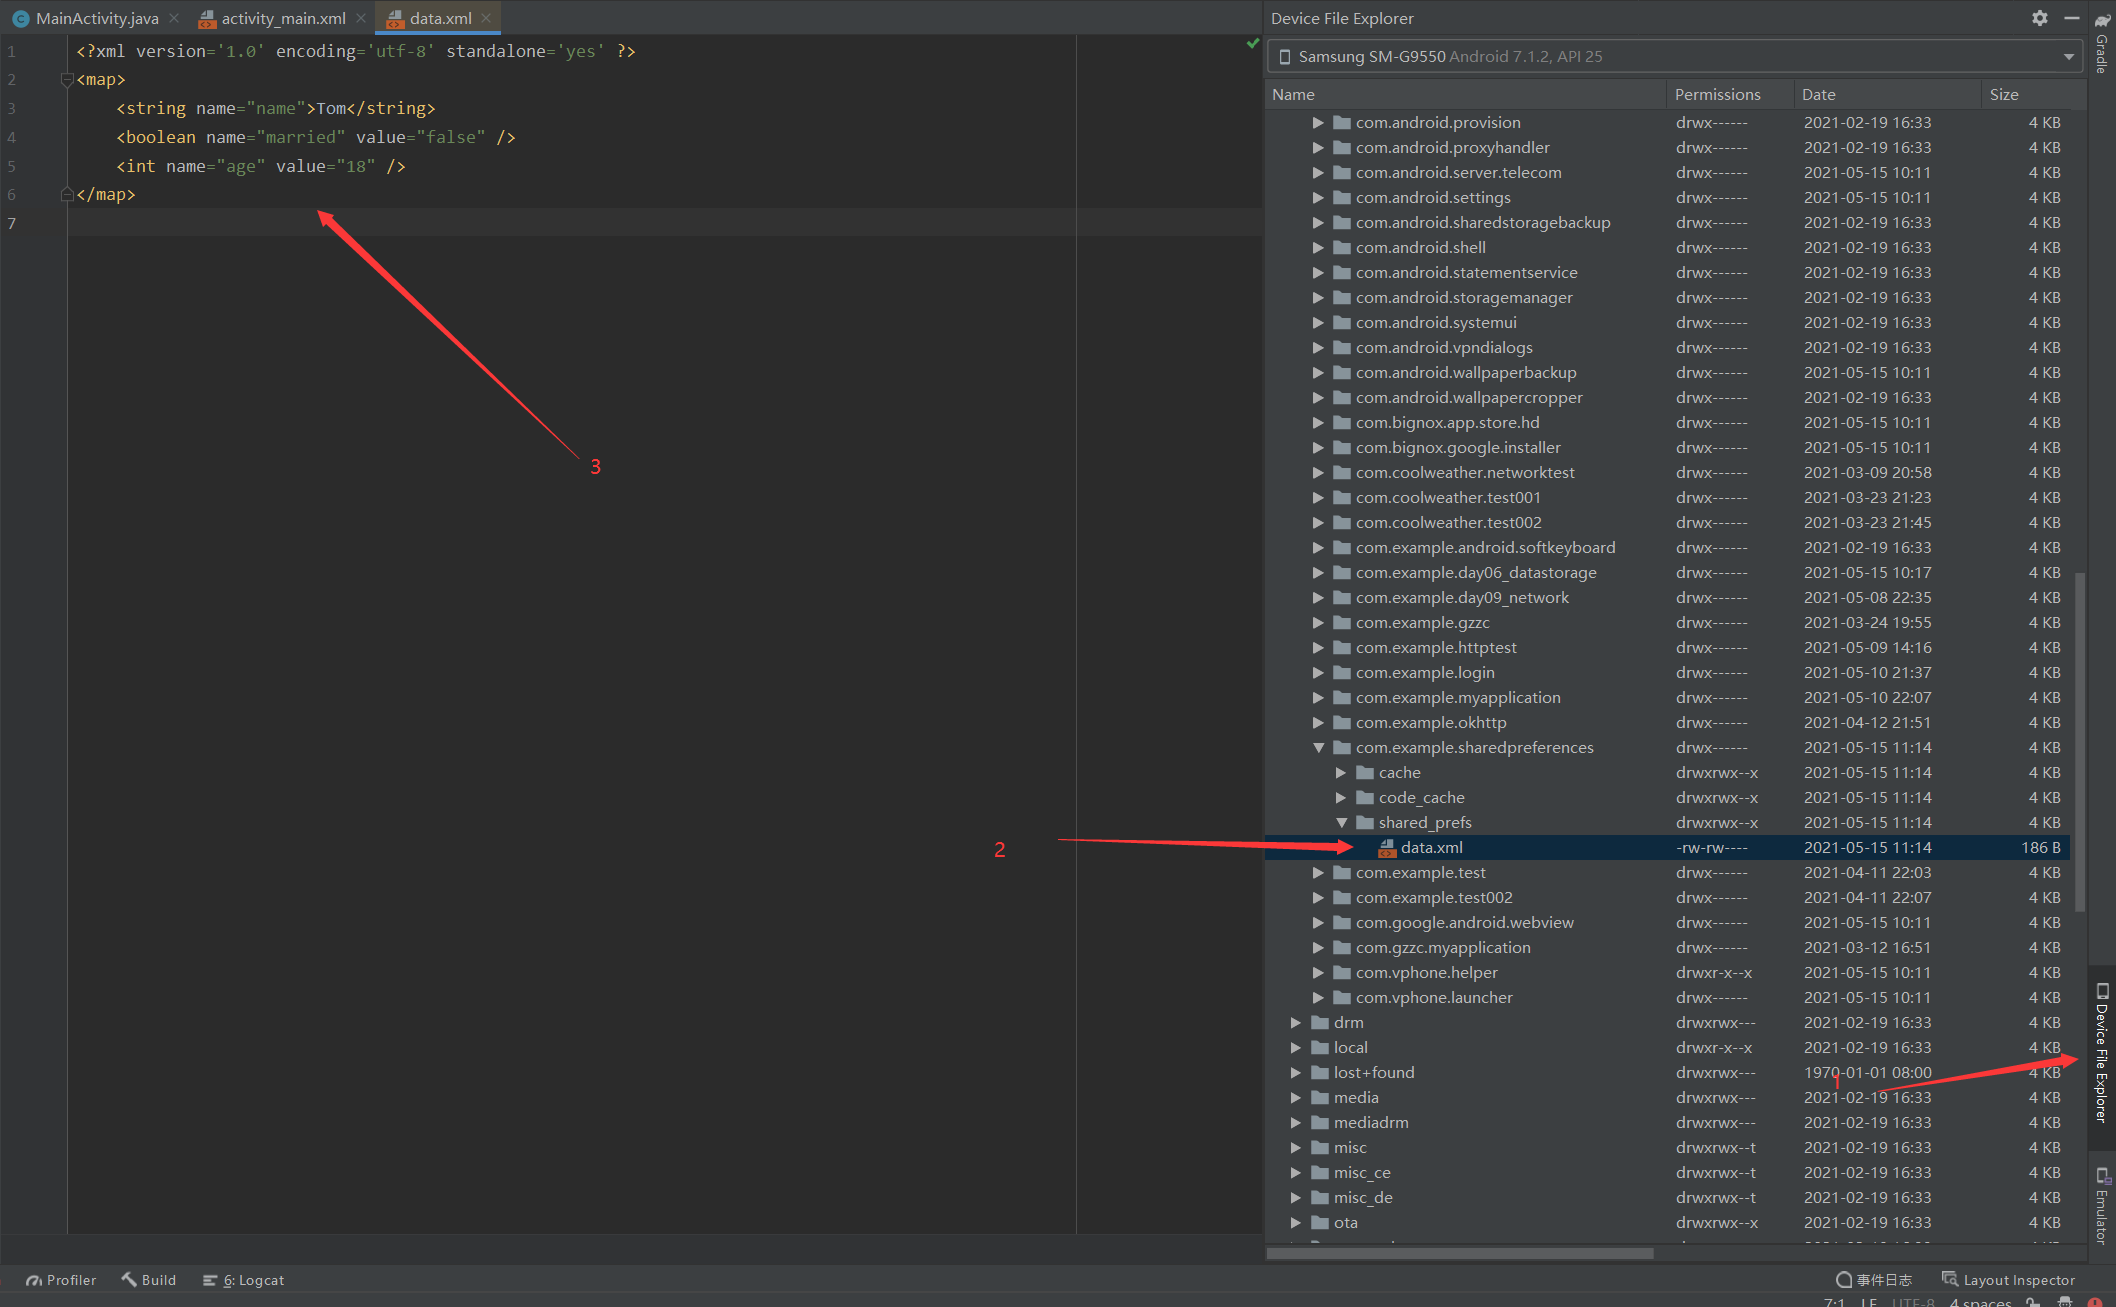 MainActivity.java
activity_main.xml
data.xml
1 <?xml version='1.0' encoding='utf-8' standalone='yes' ?>
2 <map>
3 <string name="name">Tom</string>
4 <boolean name="married" value="false" />
5 <int name="age" value="18" />
6 </map>
7
3
2
1
Device File Explorer
Samsung SM-G9550 Android 7.1.2, API 25
Name Permissions Date Size
com.android.provision drwx------ 2021-02-19 16:33 4 KB
com.android.proxyhandler drwx------ 2021-02-19 16:33 4 KB
com.android.server.telecom drwx------ 2021-05-15 10:11 4 KB
com.android.settings drwx------ 2021-05-15 10:11 4 KB
com.android.sharedstoragebackup drwx------ 2021-02-19 16:33 4 KB
com.android.shell drwx------ 2021-02-19 16:33 4 KB
com.android.statementservice drwx------ 2021-02-19 16:33 4 KB
com.android.storagemanager drwx------ 2021-02-19 16:33 4 KB
com.android.systemui drwx------ 2021-02-19 16:33 4 KB
com.android.vpndialogs drwx------ 2021-02-19 16:33 4 KB
com.android.wallpaperbackup drwx------ 2021-05-15 10:11 4 KB
com.android.wallpapercropper drwx------ 2021-02-19 16:33 4 KB
com.bignox.app.store.hd drwx------ 2021-05-15 10:11 4 KB
com.bignox.google.installer drwx------ 2021-05-15 10:11 4 KB
com.coolweather.networktest drwx------ 2021-03-09 20:58 4 KB
com.coolweather.test001 drwx------ 2021-03-23 21:23 4 KB
com.coolweather.test002 drwx------ 2021-03-23 21:45 4 KB
com.example.android.softkeyboard drwx------ 2021-02-19 16:33 4 KB
com.example.day06_datastorage drwx------ 2021-05-15 10:17 4 KB
com.example.day09_network drwx------ 2021-05-08 22:35 4 KB
com.example.gzzc drwx------ 2021-03-24 19:55 4 KB
com.example.httptest drwx------ 2021-05-09 14:16 4 KB
com.example.login drwx------ 2021-05-10 21:37 4 KB
com.example.myapplication drwx------ 2021-05-10 22:07 4 KB
com.example.okhttp drwx------ 2021-04-12 21:51 4 KB
com.example.sharedpreferences drwx------ 2021-05-15 11:14 4 KB
cache drwxrwx--x 2021-05-15 11:14 4 KB
code_cache drwxrwx--x 2021-05-15 11:14 4 KB
shared_prefs drwxrwx--x 2021-05-15 11:14 4 KB
data.xml -rw-rw---- 2021-05-15 11:14 186 B
com.example.test drwx------ 2021-04-11 22:03 4 KB
com.example.test002 drwx------ 2021-04-11 22:07 4 KB
com.google.android.webview drwx------ 2021-05-15 10:11 4 KB
com.gzzc.myapplication drwx------ 2021-03-12 16:51 4 KB
com.vphone.helper drwxr-x--x 2021-05-15 10:11 4 KB
com.vphone.launcher drwx------ 2021-05-15 10:11 4 KB
drm drwxrwx--- 2021-02-19 16:33 4 KB
local drwxr-x--x 2021-02-19 16:33 4 KB
lost+found drwxrwx--- 1970-01-01 08:00 4 KB
media drwxrwx--- 2021-02-19 16:33 4 KB
mediadrm drwxrwx--- 2021-02-19 16:33 4 KB
misc drwxrwx--t 2021-02-19 16:33 4 KB
misc_ce drwxrwx--t 2021-02-19 16:33 4 KB
misc_de drwxrwx--t 2021-02-19 16:33 4 KB
ota drwxrwx--x 2021-02-19 16:33 4 KB
Gradle
Device File Explorer
Emulator
Profiler
Build
6: Logcat
事件日志
Layout Inspector
7:1 LF UTF-8 4 spaces